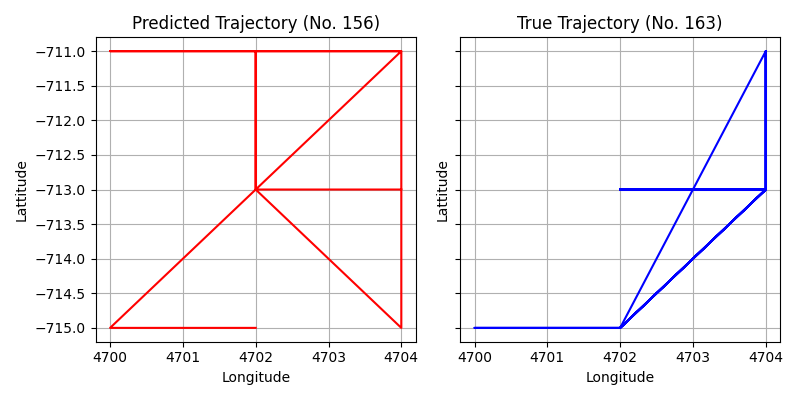 Predicted Trajectory (No. 156)
True Trajectory (No. 163)
−711.0
−711.5
−712.0
−712.5
−713.0
−713.5
−714.0
−714.5
−715.0
Lattitude
Lattitude
4700 4701 4702 4703 4704
4700 4701 4702 4703 4704
Longitude
Longitude